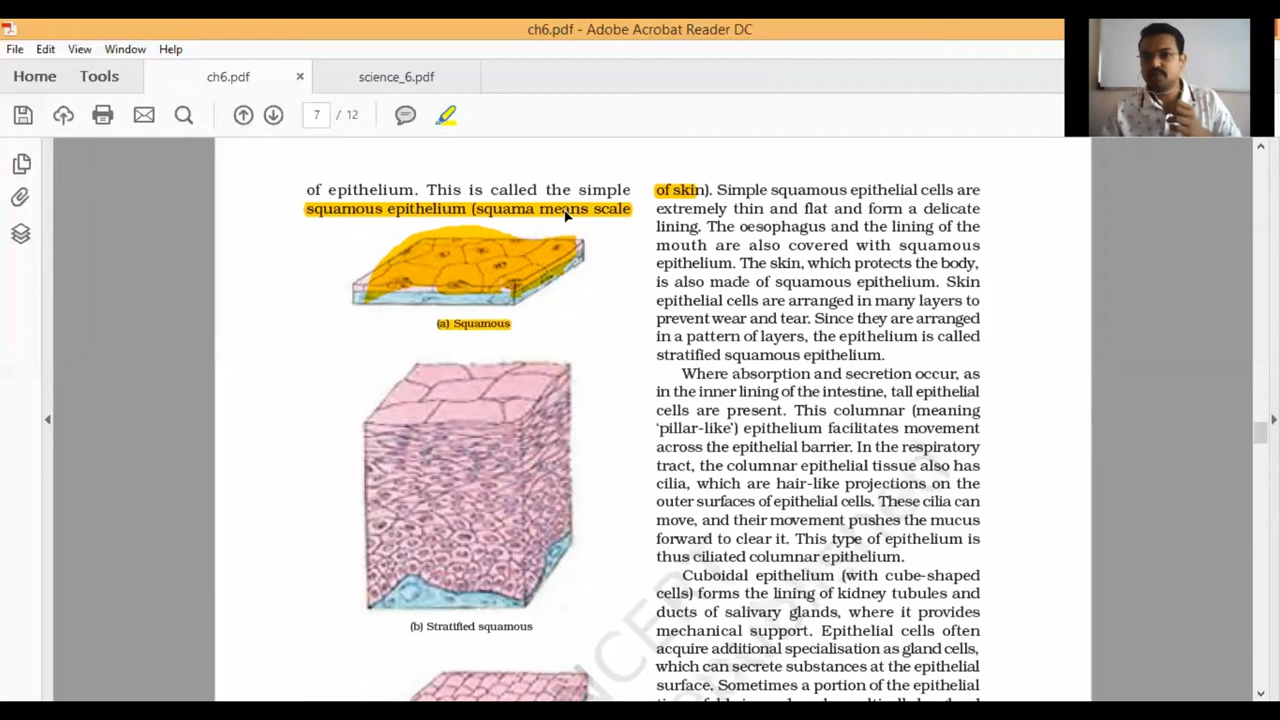 ch6.pdf - Adobe Acrobat Reader DC
File Edit View Window Help
Home Tools ch6.pdf × science_6.pdf
7 / 12
of epithelium. This is called the simple
squamous epithelium (squama means scale
(a) Squamous
(b) Stratified squamous
of skin). Simple squamous epithelial cells are
extremely thin and flat and form a delicate
lining. The oesophagus and the lining of the
mouth are also covered with squamous
epithelium. The skin, which protects the body,
is also made of squamous epithelium. Skin
epithelial cells are arranged in many layers to
prevent wear and tear. Since they are arranged
in a pattern of layers, the epithelium is called
stratified squamous epithelium.
Where absorption and secretion occur, as
in the inner lining of the intestine, tall epithelial
cells are present. This columnar (meaning
‘pillar-like’) epithelium facilitates movement
across the epithelial barrier. In the respiratory
tract, the columnar epithelial tissue also has
cilia, which are hair-like projections on the
outer surfaces of epithelial cells. These cilia can
move, and their movement pushes the mucus
forward to clear it. This type of epithelium is
thus ciliated columnar epithelium.
Cuboidal epithelium (with cube-shaped
cells) forms the lining of kidney tubules and
ducts of salivary glands, where it provides
mechanical support. Epithelial cells often
acquire additional specialisation as gland cells,
which can secrete substances at the epithelial
surface. Sometimes a portion of the epithelial